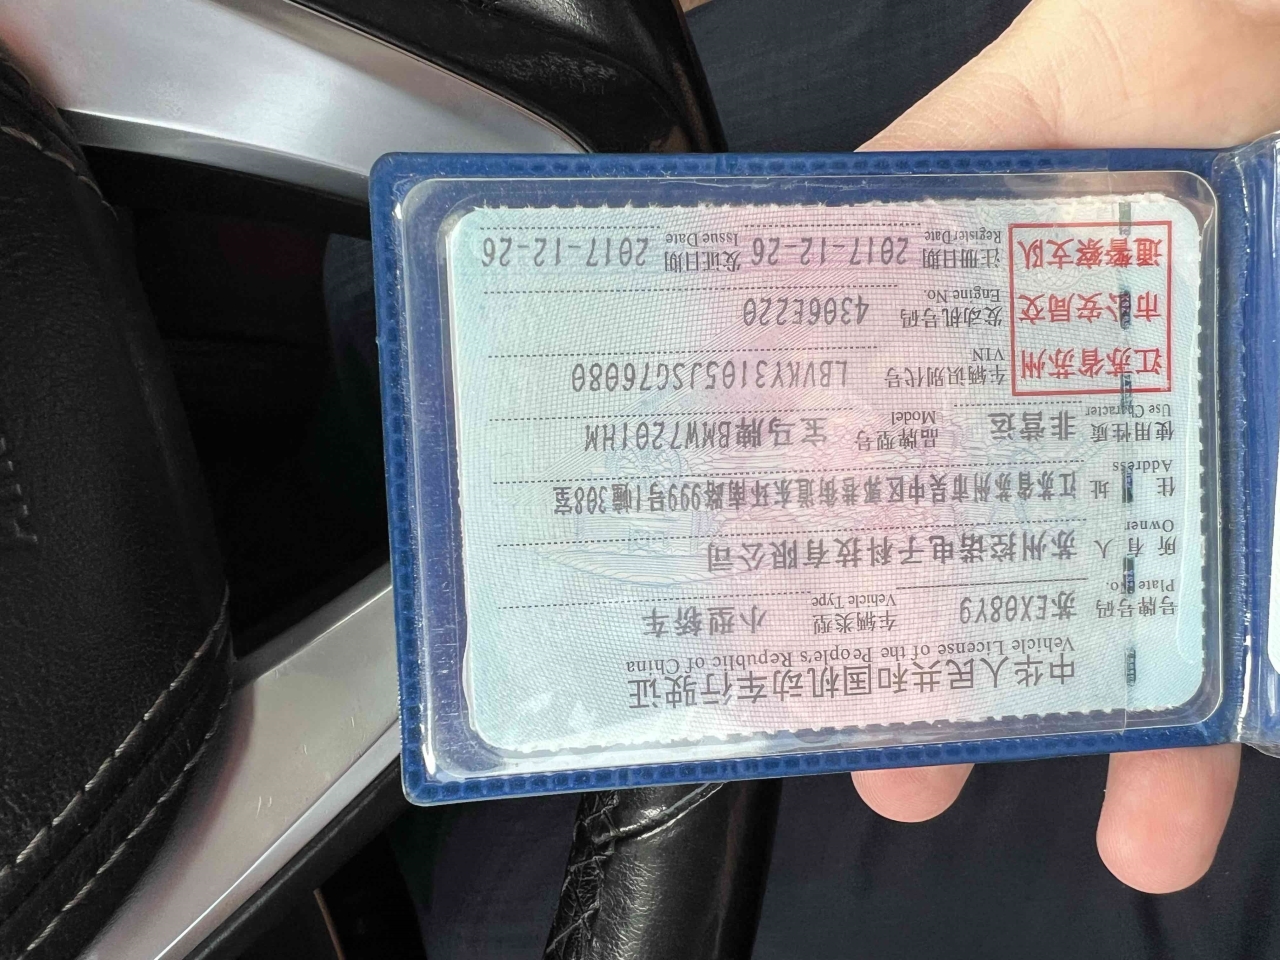 中华人民共和国机动车行驶证
Vehicle License of the People's Republic of China
号牌号码 苏EX08Y9 车辆类型 小型轿车
Plate No. Vehicle Type
所有人 苏州控诺电子科技有限公司
Owner
住址 江苏省苏州市吴中区郭巷街道东环南路999号1幢308室
Address
使用性质 非营运 品牌型号 宝马牌BMW7201HM
Use Character Model
江苏省苏州
市公安局交
通警察支队
车辆识别代号 LBVKY3105JSG76080
VIN
发动机号码 4306E220
Engine No.
注册日期 2017-12-26 发证日期 2017-12-26
Register Date Issue Date